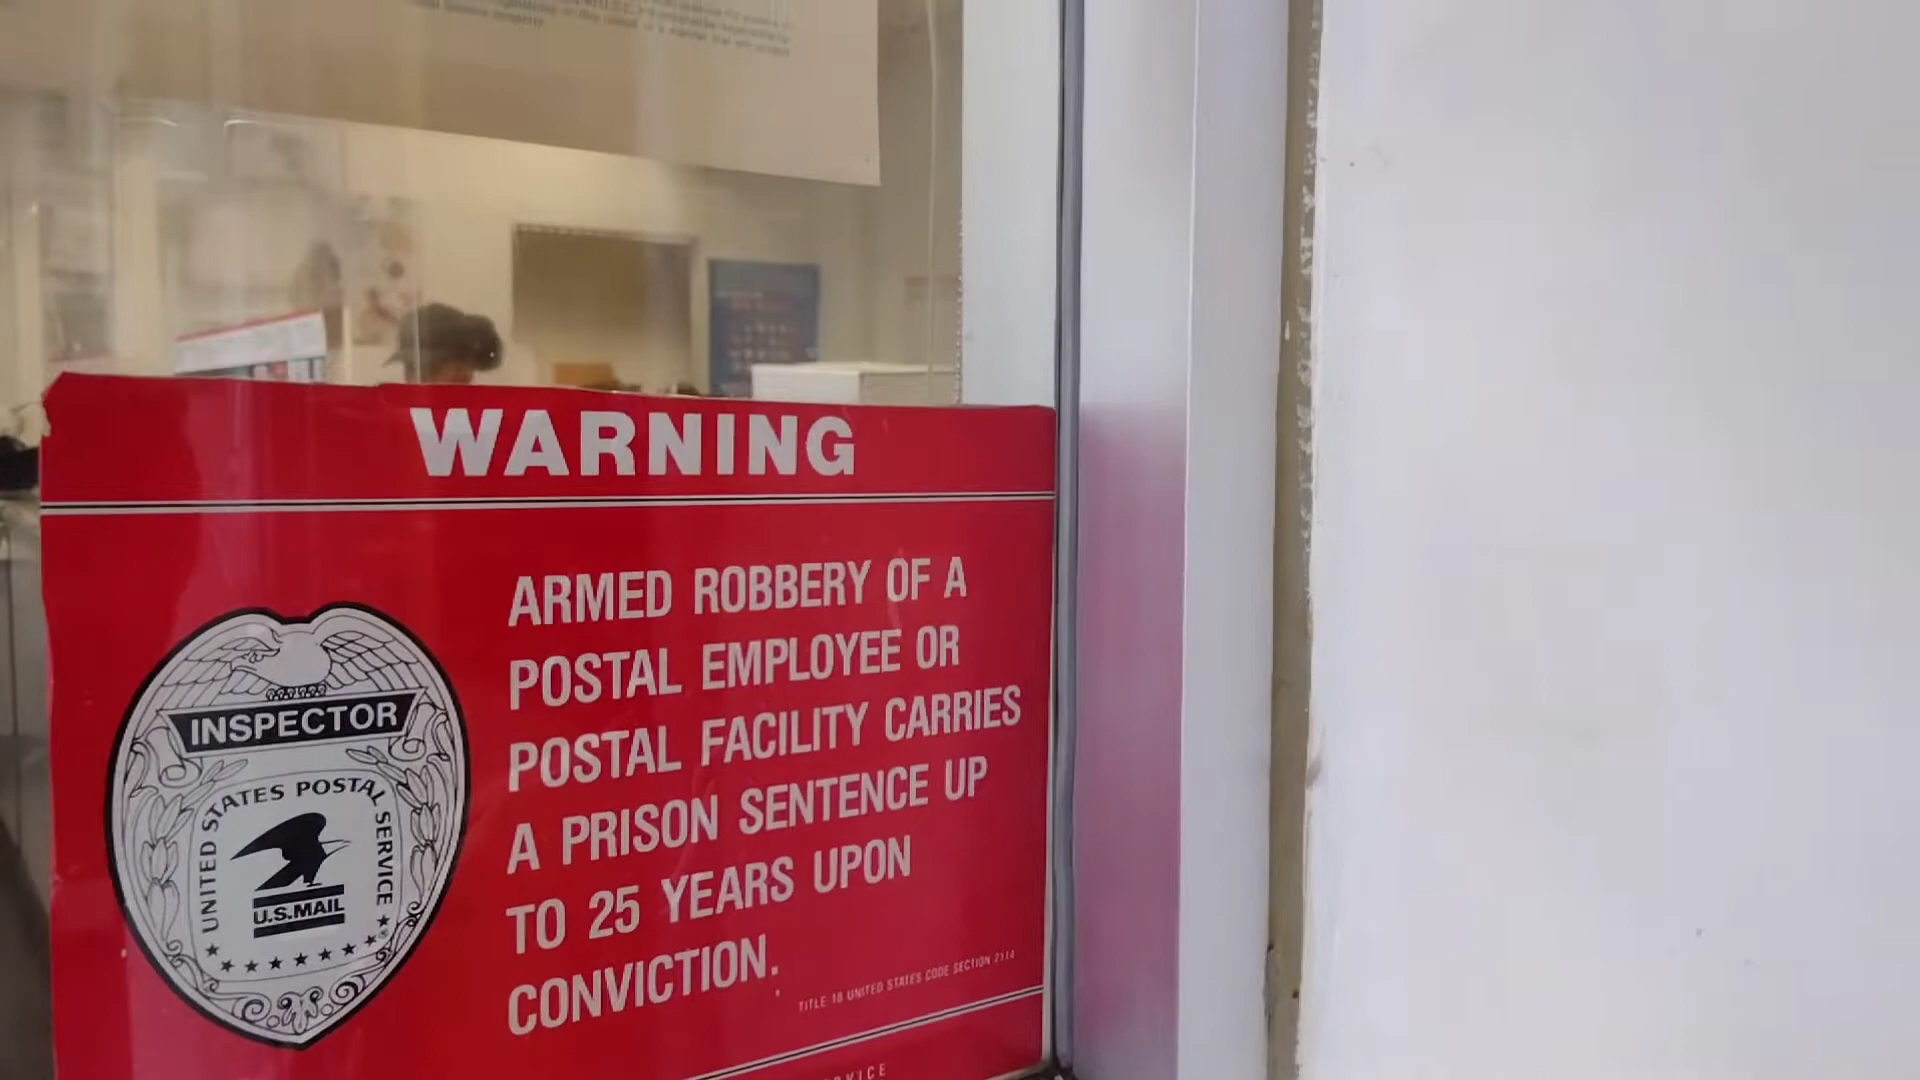 WARNING
ARMED ROBBERY OF A
POSTAL EMPLOYEE OR
POSTAL FACILITY CARRIES
A PRISON SENTENCE UP
TO 25 YEARS UPON
CONVICTION.
TITLE 18 UNITED STATES CODE SECTION 2114
INSPECTOR
UNITED STATES POSTAL SERVICE
U.S.MAIL